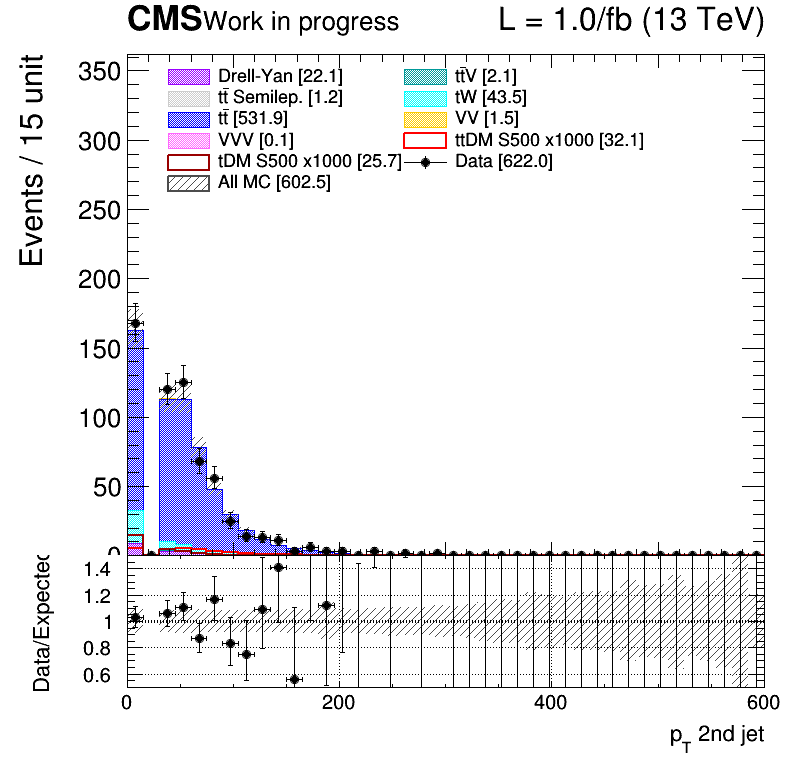 CMS Work in progress L = 1.0/fb (13 TeV)
Events / 15 unit
350
300
250
200
150
100
50
0
Drell-Yan [22.1] tt̄V [2.1]
tt̄ Semilep. [1.2] tW [43.5]
tt̄ [531.9] VV [1.5]
VVV [0.1] ttDM S500 x1000 [32.1]
tDM S500 x1000 [25.7] Data [622.0]
All MC [602.5]
Data/Expected
1.4
1.2
1
0.8
0.6
0 200 400 600
p_T 2nd jet